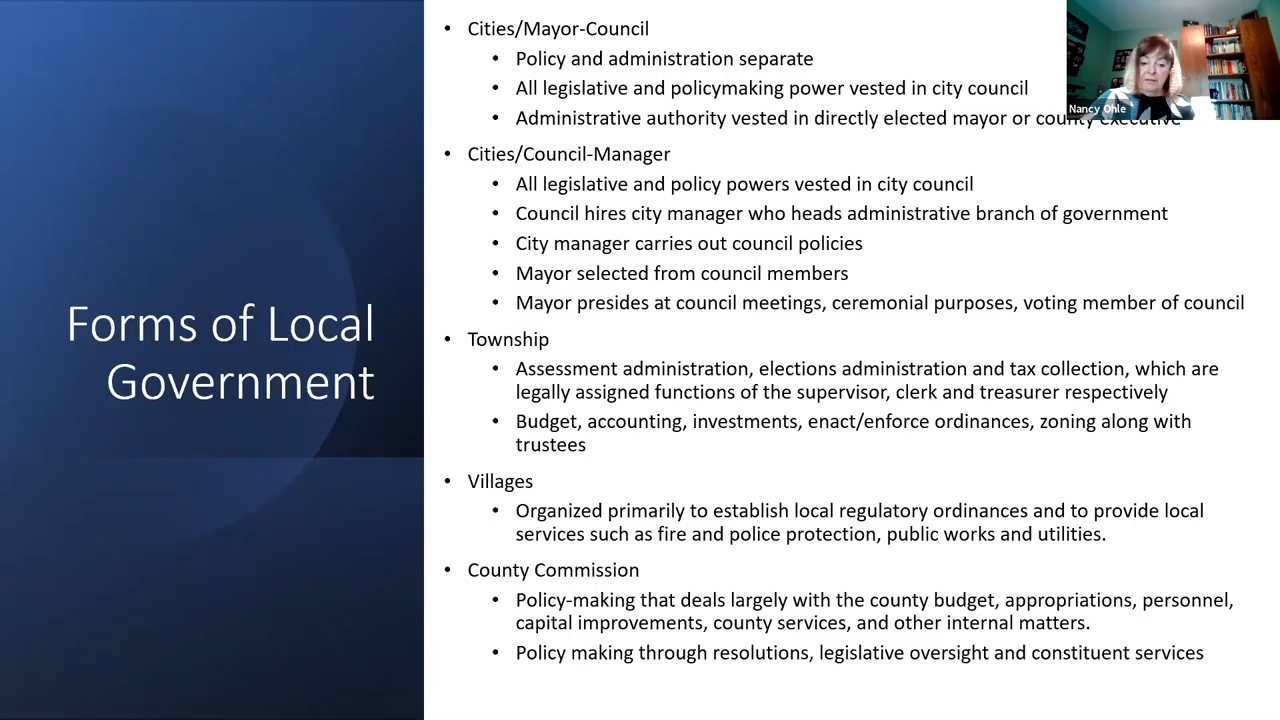 Forms of Local
Government
• Cities/Mayor-Council
• Policy and administration separate
• All legislative and policymaking power vested in city council
• Administrative authority vested in directly elected mayor or county executive
• Cities/Council-Manager
• All legislative and policy powers vested in city council
• Council hires city manager who heads administrative branch of government
• City manager carries out council policies
• Mayor selected from council members
• Mayor presides at council meetings, ceremonial purposes, voting member of council
• Township
• Assessment administration, elections administration and tax collection, which are
legally assigned functions of the supervisor, clerk and treasurer respectively
• Budget, accounting, investments, enact/enforce ordinances, zoning along with
trustees
• Villages
• Organized primarily to establish local regulatory ordinances and to provide local
services such as fire and police protection, public works and utilities.
• County Commission
• Policy-making that deals largely with the county budget, appropriations, personnel,
capital improvements, county services, and other internal matters.
• Policy making through resolutions, legislative oversight and constituent services
Nancy Ohle